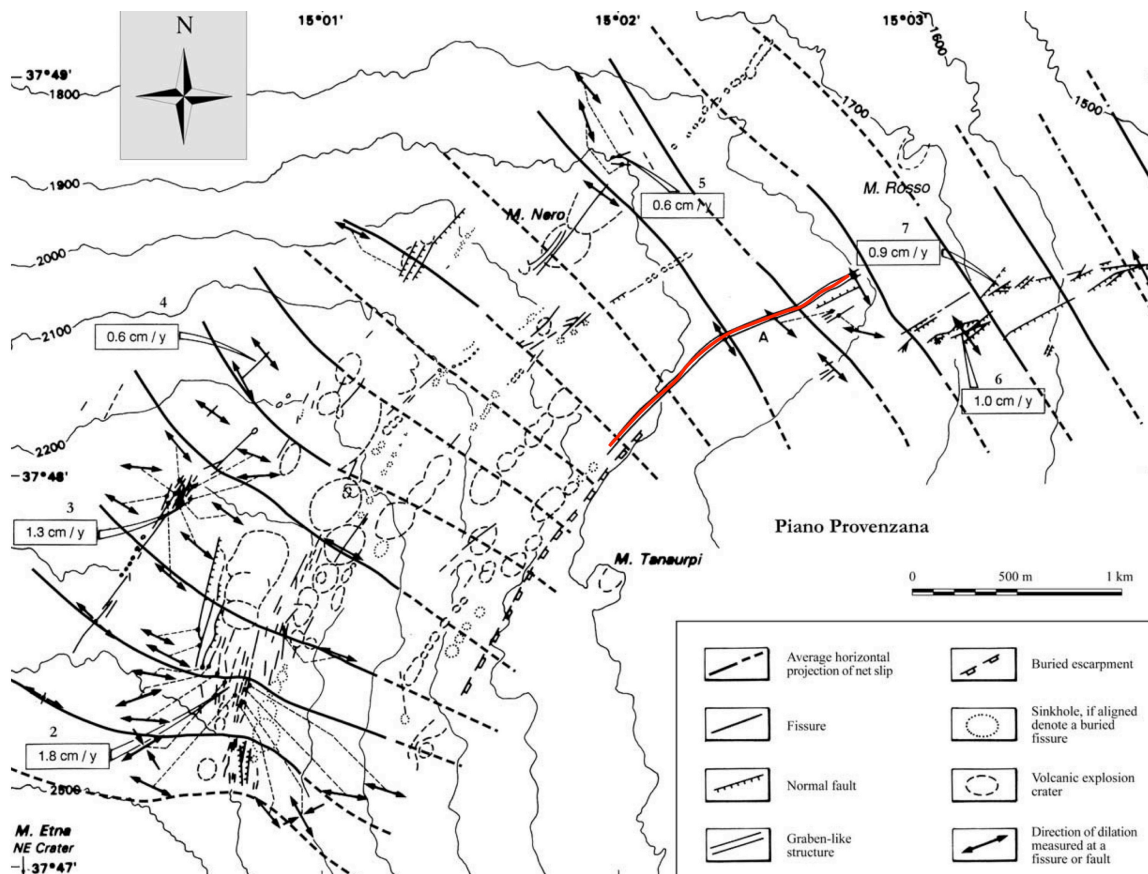 N
15°01'
15°02'
15°03'
37°49'
1800
1900
2000
2100
2200
2500
1700
1600
1500
M. Nero
M. Rosso
5
0.6 cm / y
7
0.9 cm / y
4
0.6 cm / y
A
6
1.0 cm / y
37°48'
3
1.3 cm / y
M. Tanaurpi
Piano Provenzana
0 500 m 1 km
2
1.8 cm / y
M. Etna
NE Crater
37°47'
Average horizontal
projection of net slip
Fissure
Normal fault
Graben-like
structure
Buried escarpment
Sinkhole, if aligned
denote a buried
fissure
Volcanic explosion
crater
Direction of dilation
measured at a
fissure or fault